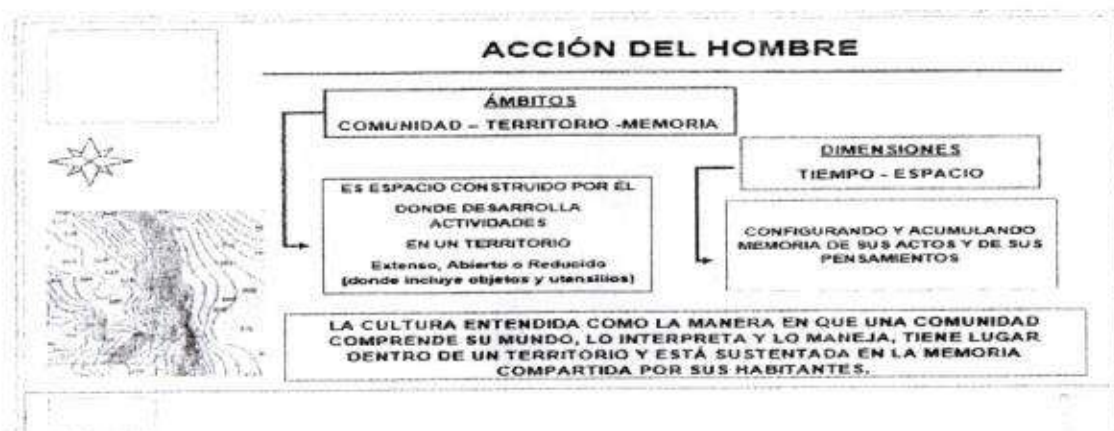 ACCIÓN DEL HOMBRE
ÁMBITOS
COMUNIDAD – TERRITORIO -MEMORIA
DIMENSIONES
TIEMPO - ESPACIO
ES ESPACIO CONSTRUIDO POR ÉL
DONDE DESARROLLA
ACTIVIDADES
EN UN TERRITORIO
Extenso, Abierto o Reducido
(donde incluye objetos y utensilios)
CONFIGURANDO Y ACUMULANDO
MEMORIA DE SUS ACTOS Y DE SUS
PENSAMIENTOS
LA CULTURA ENTENDIDA COMO LA MANERA EN QUE UNA COMUNIDAD
COMPRENDE SU MUNDO, LO INTERPRETA Y LO MANEJA, TIENE LUGAR
DENTRO DE UN TERRITORIO Y ESTÁ SUSTENTADA EN LA MEMORIA
COMPARTIDA POR SUS HABITANTES.